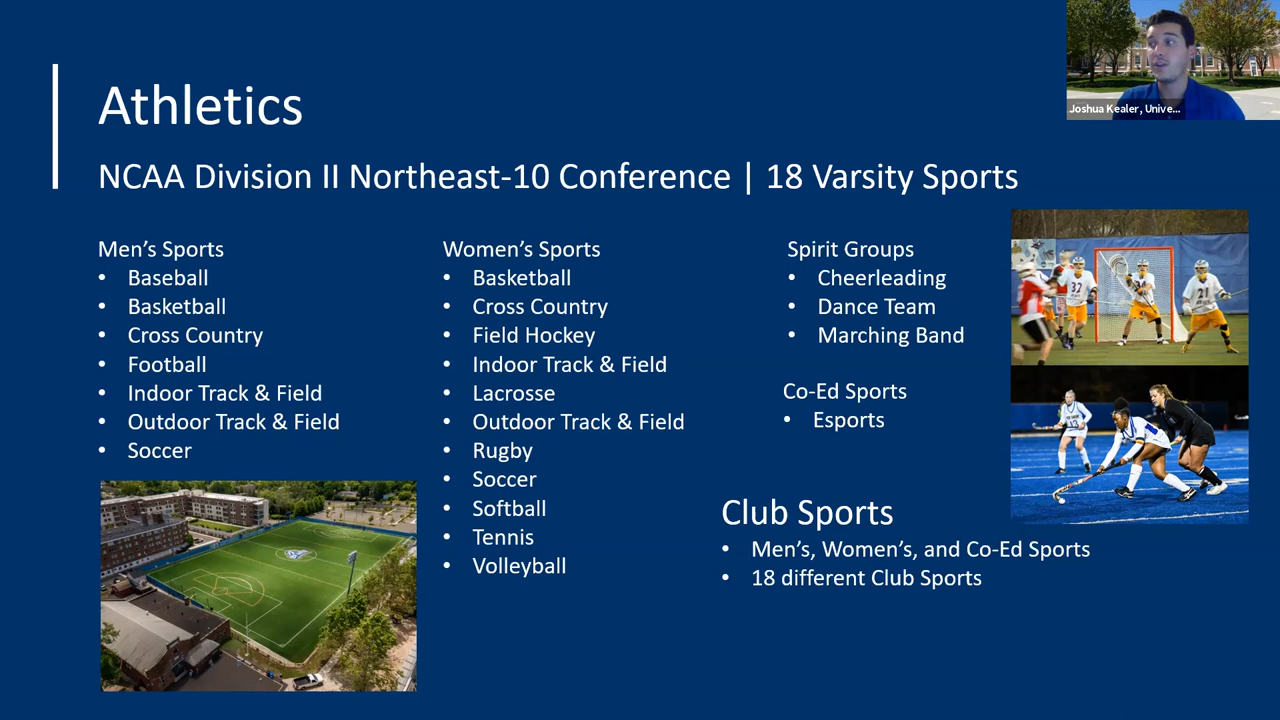 Joshua Kealer, Unive...
Athletics
NCAA Division II Northeast-10 Conference | 18 Varsity Sports
Men's Sports
• Baseball
• Basketball
• Cross Country
• Football
• Indoor Track & Field
• Outdoor Track & Field
• Soccer
Women's Sports
• Basketball
• Cross Country
• Field Hockey
• Indoor Track & Field
• Lacrosse
• Outdoor Track & Field
• Rugby
• Soccer
• Softball
• Tennis
• Volleyball
Spirit Groups
• Cheerleading
• Dance Team
• Marching Band
Co-Ed Sports
• Esports
Club Sports
• Men's, Women's, and Co-Ed Sports
• 18 different Club Sports
32
21